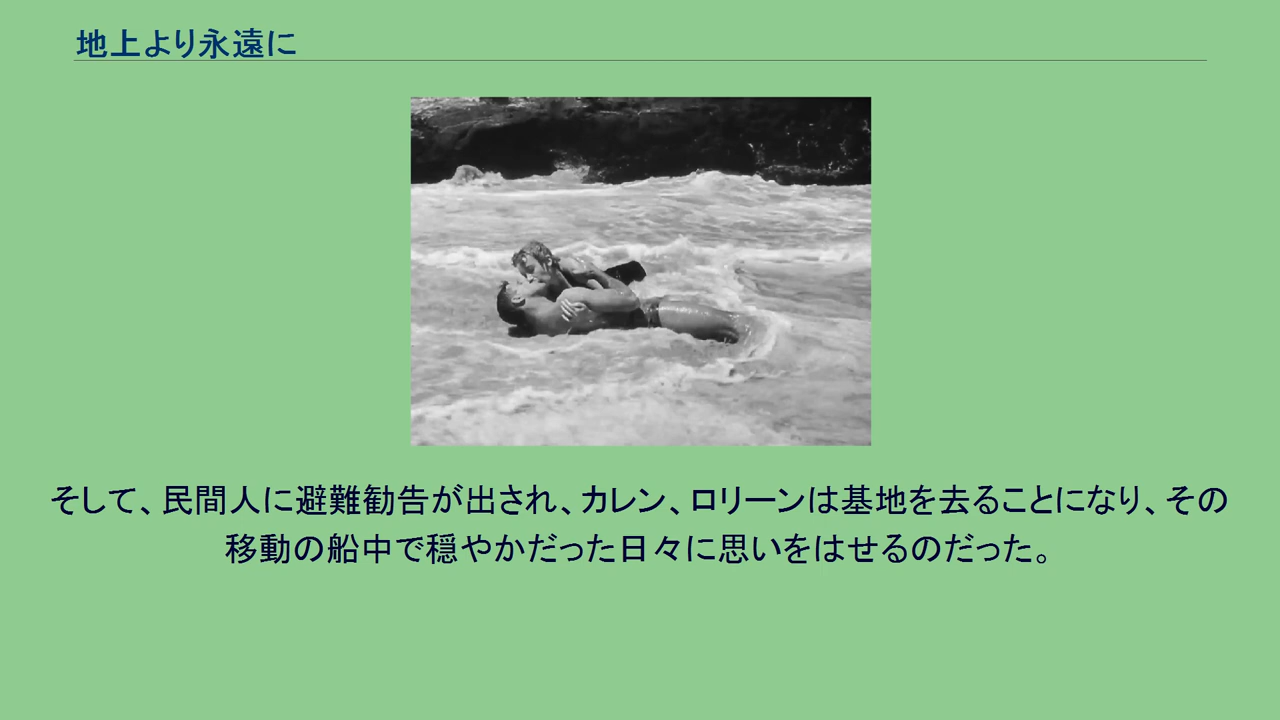 地上より永遠に
そして、民間人に避難勧告が出され、カレン、ロリーンは基地を去ることになり、その
移動の船中で穏やかだった日々に思いをはせるのだった。